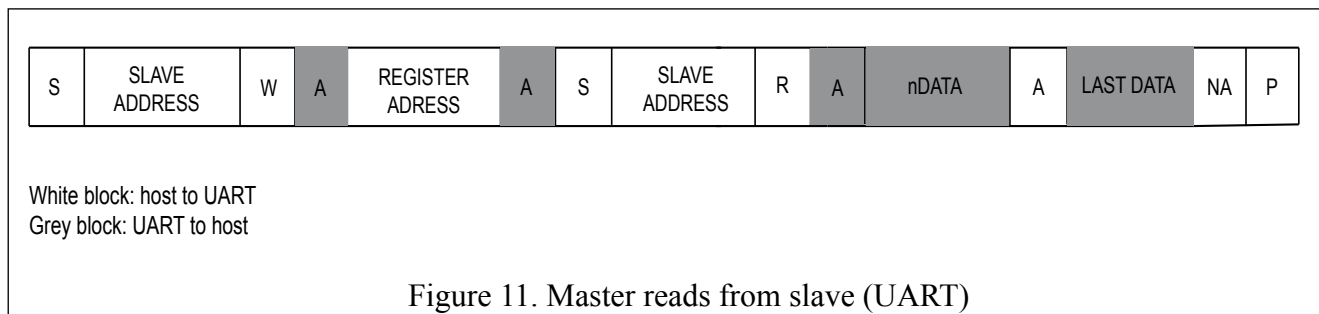 S SLAVE ADDRESS W A REGISTER ADRESS A S SLAVE ADDRESS R A nDATA A LAST DATA NA P
White block: host to UART
Grey block: UART to host
Figure 11. Master reads from slave (UART)